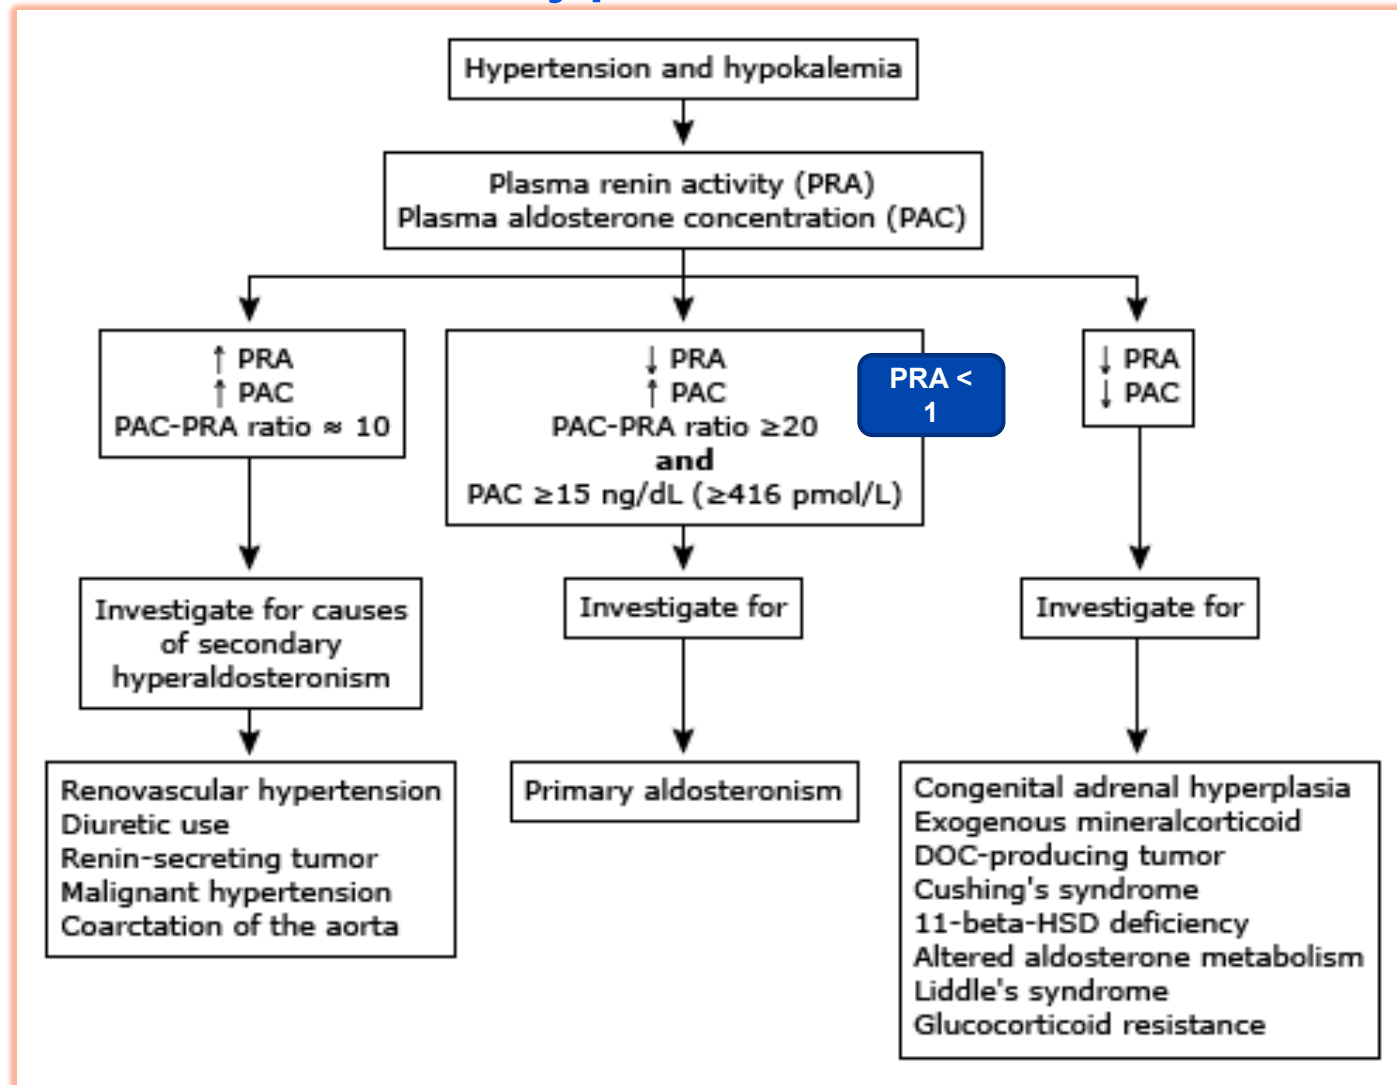 Hypertension and hypokalemia
Plasma renin activity (PRA)
Plasma aldosterone concentration (PAC)
↑ PRA
↑ PAC
PAC-PRA ratio ≈ 10
↓ PRA
↑ PAC
PAC-PRA ratio ≥20
and
PAC ≥15 ng/dL (≥416 pmol/L)
PRA <
1
↓ PRA
↓ PAC
Investigate for causes
of secondary
hyperaldosteronism
Investigate for
Investigate for
Renovascular hypertension
Diuretic use
Renin-secreting tumor
Malignant hypertension
Coarctation of the aorta
Primary aldosteronism
Congenital adrenal hyperplasia
Exogenous mineralcorticoid
DOC-producing tumor
Cushing's syndrome
11-beta-HSD deficiency
Altered aldosterone metabolism
Liddle's syndrome
Glucocorticoid resistance